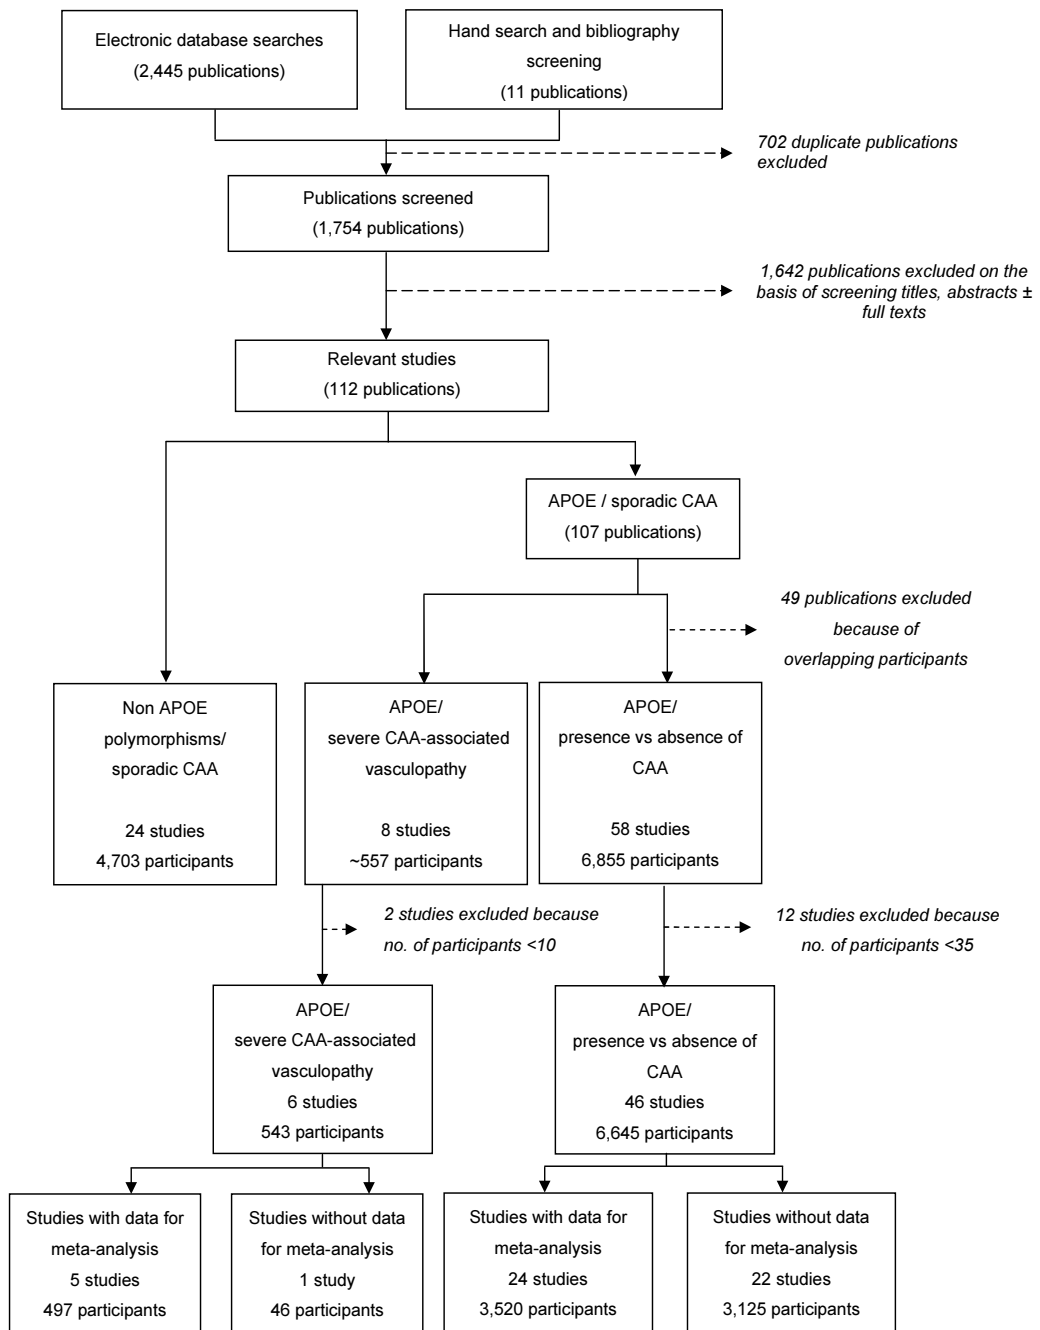 Electronic database searches
(2,445 publications)
Hand search and bibliography
screening
(11 publications)
702 duplicate publications
excluded
Publications screened
(1,754 publications)
1,642 publications excluded on the
basis of screening titles, abstracts ±
full texts
Relevant studies
(112 publications)
APOE / sporadic CAA
(107 publications)
49 publications excluded
because of
overlapping participants
Non APOE
polymorphisms/
sporadic CAA
24 studies
4,703 participants
APOE/
severe CAA-associated
vasculopathy
8 studies
~557 participants
APOE/
presence vs absence of
CAA
58 studies
6,855 participants
2 studies excluded because
no. of participants <10
12 studies excluded because
no. of participants <35
APOE/
severe CAA-associated
vasculopathy
6 studies
543 participants
APOE/
presence vs absence of
CAA
46 studies
6,645 participants
Studies with data for
meta-analysis
5 studies
497 participants
Studies without data
for meta-analysis
1 study
46 participants
Studies with data for
meta-analysis
24 studies
3,520 participants
Studies without data
for meta-analysis
22 studies
3,125 participants